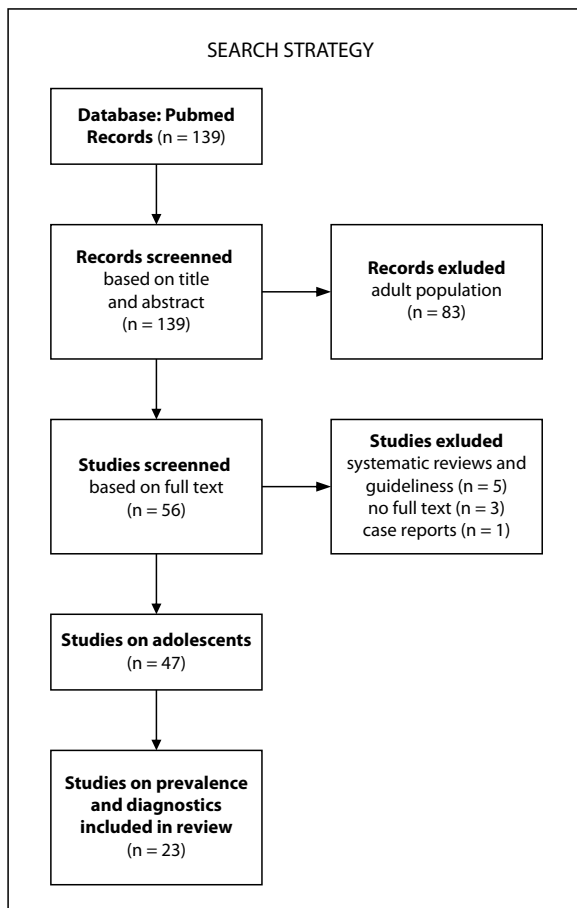 SEARCH STRATEGY
Database: Pubmed
Records (n = 139)
Records screenned
based on title
and abstract
(n = 139)
Records exluded
adult population
(n = 83)
Studies screenned
based on full text
(n = 56)
Studies exluded
systematic reviews and
guideliness (n = 5)
no full text (n = 3)
case reports (n = 1)
Studies on adolescents
(n = 47)
Studies on prevalence
and diagnostics
included in review
(n = 23)